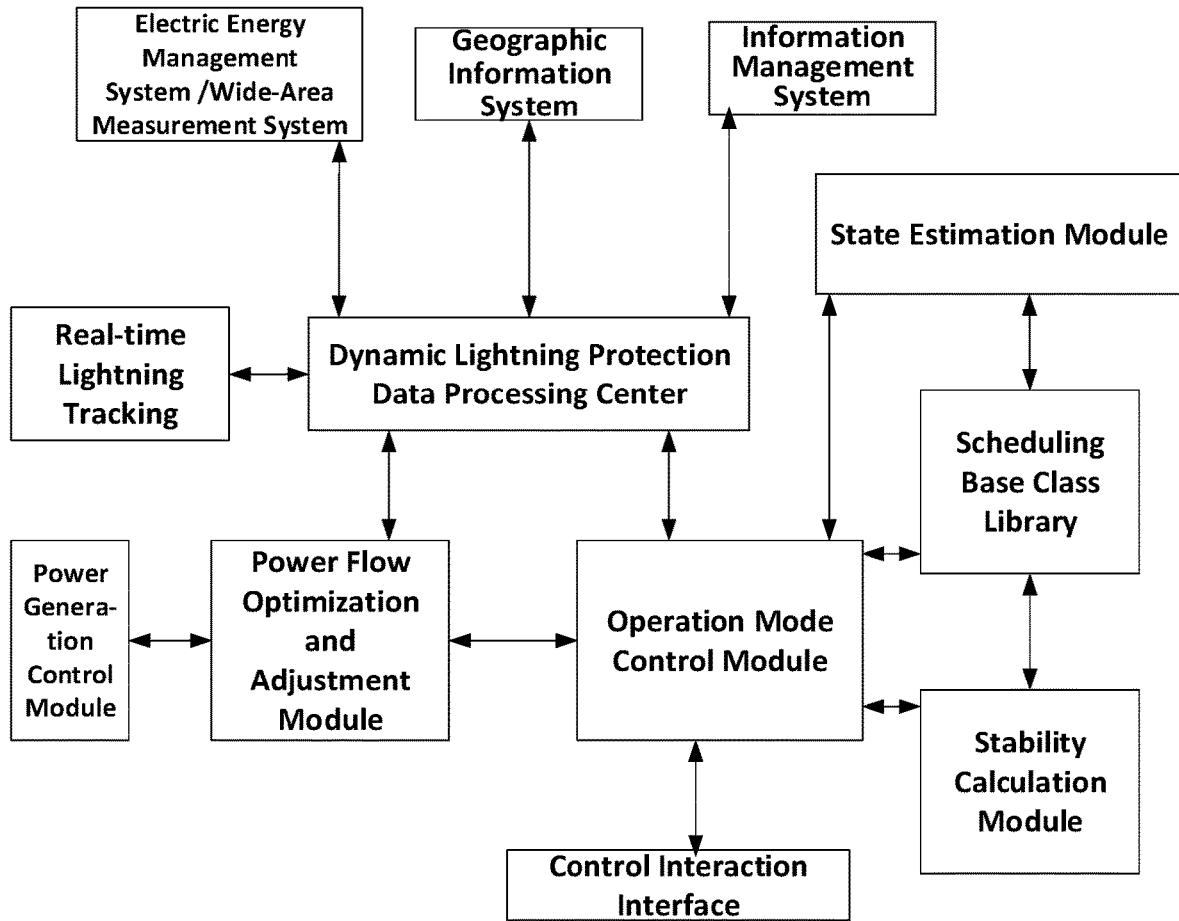 Electric Energy
Management
System /Wide-Area
Measurement System
Geographic
Information
System
Information
Management
System
State Estimation Module
Real-time
Lightning
Tracking
Dynamic Lightning Protection
Data Processing Center
Scheduling
Base Class
Library
Power
Genera-
tion
Control
Module
Power Flow
Optimization
and
Adjustment
Module
Operation Mode
Control Module
Stability
Calculation
Module
Control Interaction
Interface